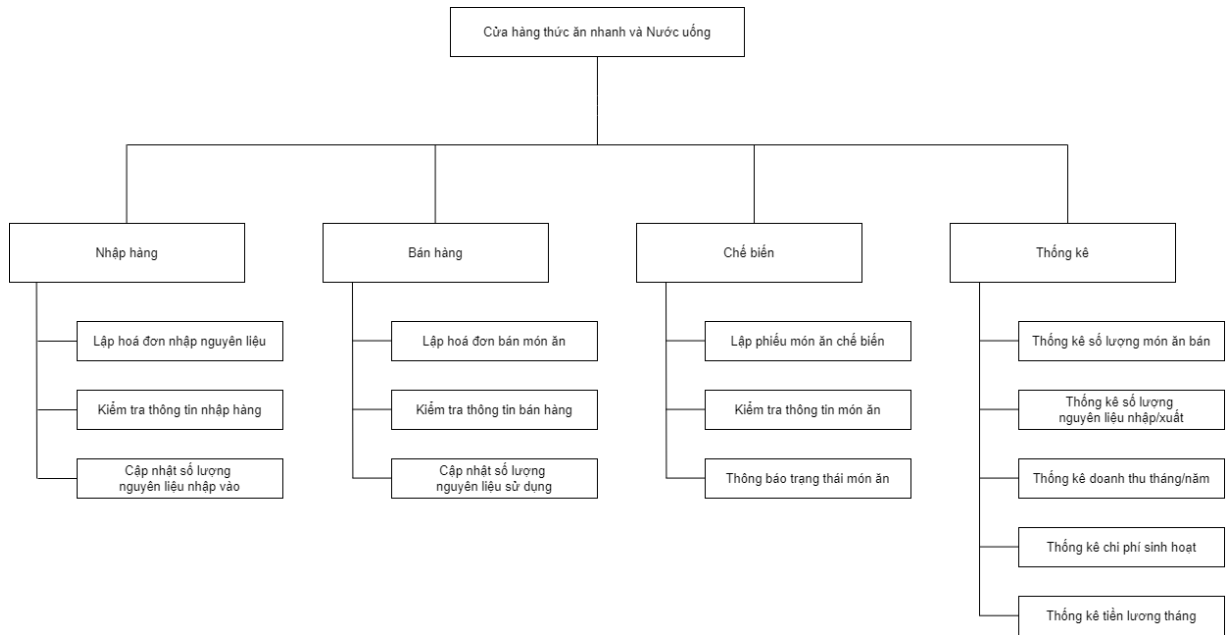 Cửa hàng thức ăn nhanh và Nước uống
Nhập hàng
Bán hàng
Chế biến
Thống kê
Lập hoá đơn nhập nguyên liệu
Kiểm tra thông tin nhập hàng
Cập nhật số lượng
nguyên liệu nhập vào
Lập hoá đơn bán món ăn
Kiểm tra thông tin bán hàng
Cập nhật số lượng
nguyên liệu sử dụng
Lập phiếu món ăn chế biến
Kiểm tra thông tin món ăn
Thông báo trạng thái món ăn
Thống kê số lượng món ăn bán
Thống kê số lượng
nguyên liệu nhập/xuất
Thống kê doanh thu tháng/năm
Thống kê chi phí sinh hoạt
Thống kê tiền lương tháng